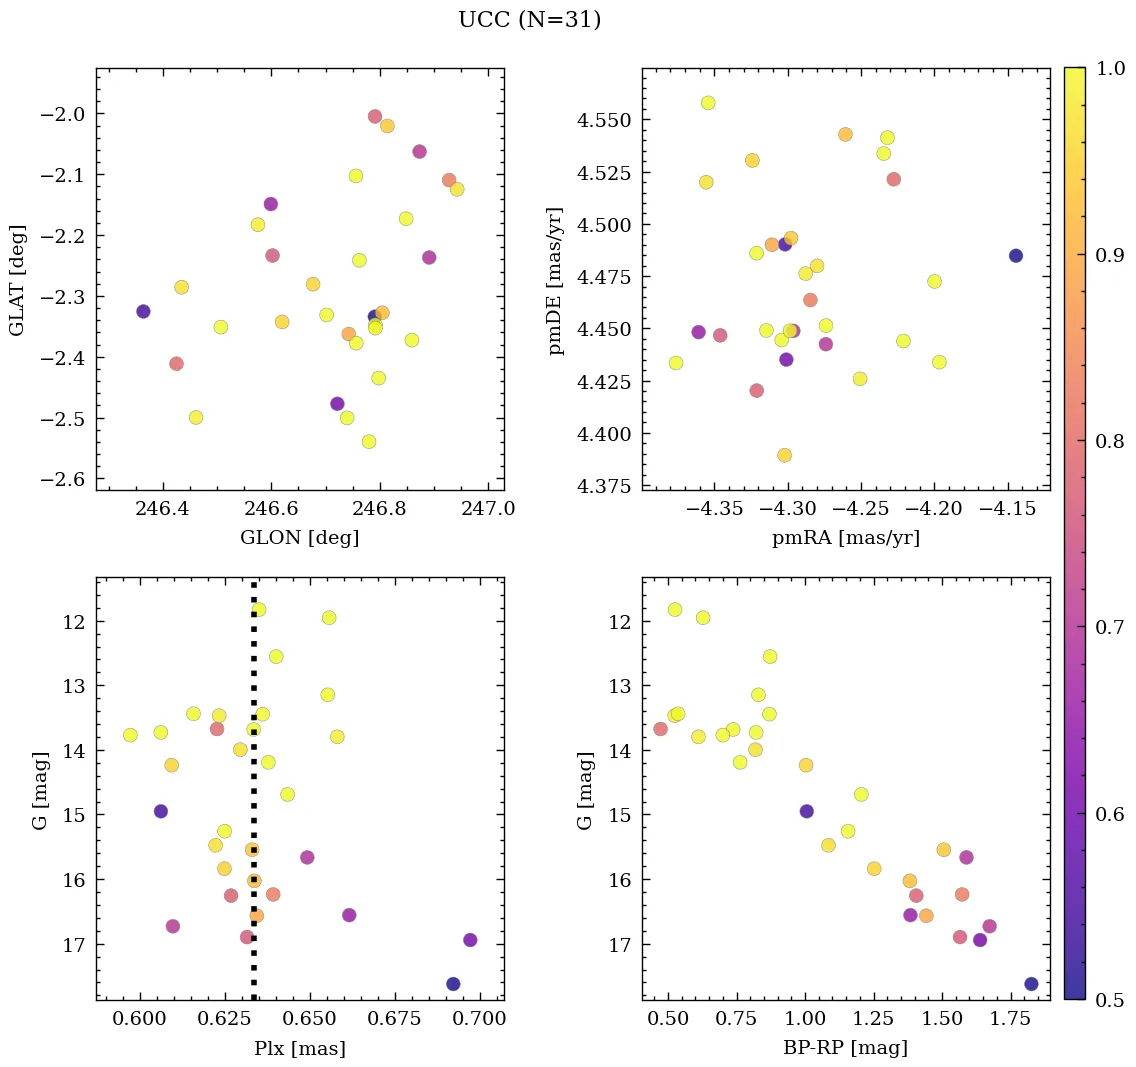 UCC (N=31)
−2.0
−2.1
−2.2
−2.3
−2.4
−2.5
−2.6
GLAT [deg]
246.4 246.6 246.8 247.0
GLON [deg]
4.550
4.525
4.500
4.475
4.450
4.425
4.400
4.375
pmDE [mas/yr]
−4.35 −4.30 −4.25 −4.20 −4.15
pmRA [mas/yr]
12
13
14
15
16
17
G [mag]
0.600 0.625 0.650 0.675 0.700
Plx [mas]
12
13
14
15
16
17
G [mag]
0.50 0.75 1.00 1.25 1.50 1.75
BP-RP [mag]
1.0
0.9
0.8
0.7
0.6
0.5